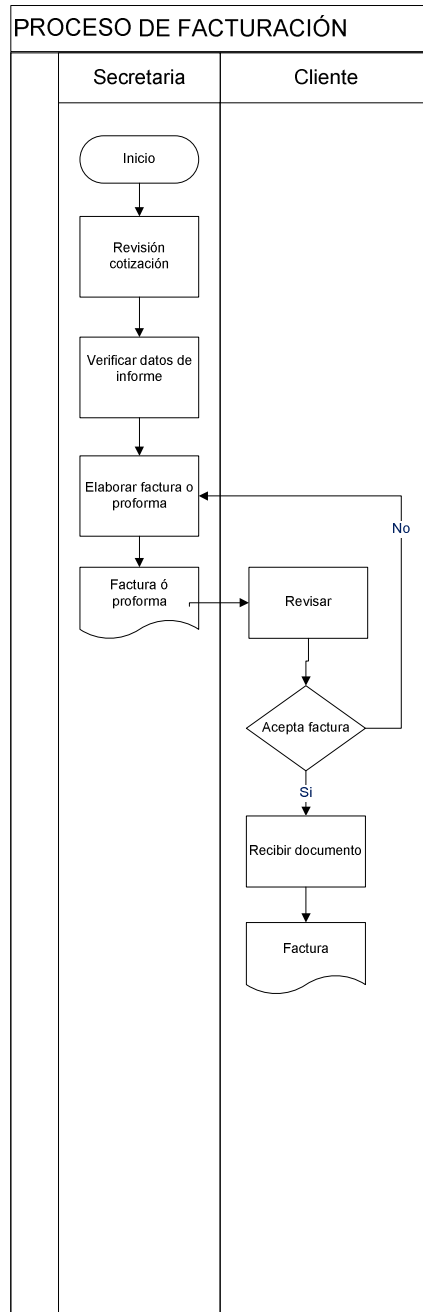 PROCESO DE FACTURACIÓN
Secretaria
Cliente
Inicio
Revisión
cotización
Verificar datos de
informe
Elaborar factura o
proforma
No
Factura ó
proforma
Revisar
Acepta factura
Si
Recibir documento
Factura